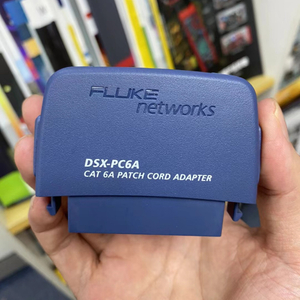 FLUKE
networks
DSX-PC6A
CAT 6A PATCH CORD ADAPTER